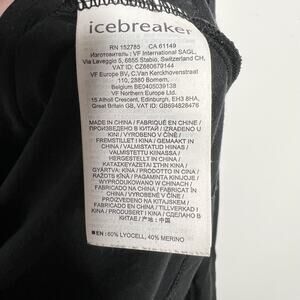 icebreaker
RN 152785 CA 61149
Изготовитель : VF International SAGL,
Via Laveggio 5, 6855 Stabio, Switzerland CH,
VAT ID: CZ680679144
VF Europe BV, C.Van Kerckhovenstraat
110, 2880 Bornem,
Belgium BE0405039138
VF Northern Europe Ltd.
15 Atholl Crescent, Edinburgh, EH3 8HA,
Great Britain GB, VAT ID: GB694828476
MADE IN CHINA / FABRIQUÉ EN CHINE /
ПРОИЗВЕДЕНО В КИТАЙ / IZRAĐENO U
KINI / VYROBENO V ČÍNĚ /
FREMSTILLET I KINA / GEMAAKT IN
CHINA / VALMISTATUD HIINAS /
VALMISTETTU KIINASSA /
HERGESTELLT IN CHINA /
ΚΑΤΑΣΚΕΥΑΖΕΤΑΙ ΣΤΗΝ ΚΙΝΑ /
GYÁRTVA: KÍNA / PRODOTTO IN CINA /
RAŽOTS ĶĪNĀ / PAGAMINTA KINIJOJE /
WYPRODUKOWANO W CHINACH /
FABRICADO NA CHINA / FABRICAT ÎN
CHINA / VYROBENÉ V ČÍNE /
PROIZVEDENO NA KITAJSKEM /
FABRICADO EN CHINA / TILLVERKAD I
KINA / PRODUKT I KINA / СДЕЛАНО В
КИТАЕ / 产地：中国
EN: 60% LYOCELL, 40% MERINO